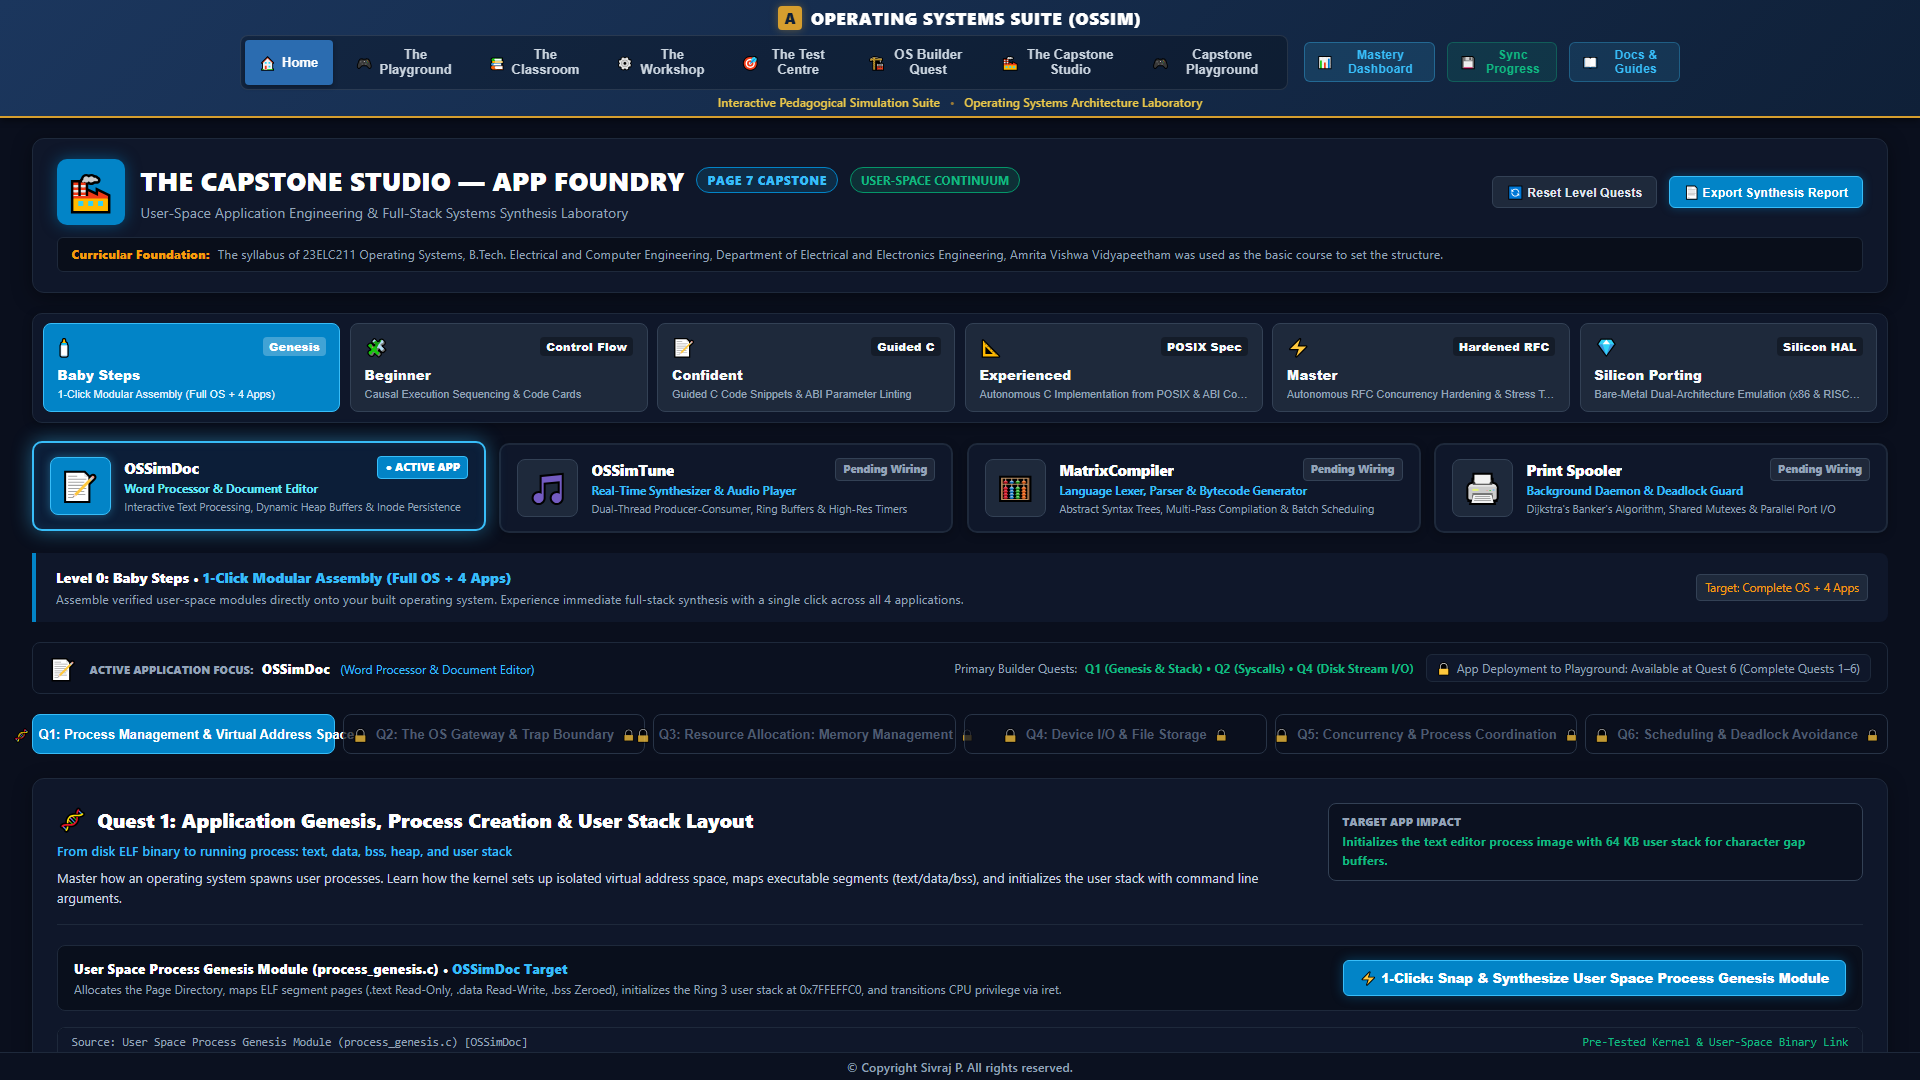 A OPERATING SYSTEMS SUITE (OSSIM)
Home
The Playground
The Classroom
The Workshop
The Test Centre
OS Builder Quest
The Capstone Studio
Capstone Playground
Mastery Dashboard
Sync Progress
Docs & Guides
Interactive Pedagogical Simulation Suite • Operating Systems Architecture Laboratory
THE CAPSTONE STUDIO — APP FOUNDRY
PAGE 7 CAPSTONE
USER-SPACE CONTINUUM
User-Space Application Engineering & Full-Stack Systems Synthesis Laboratory
Reset Level Quests
Export Synthesis Report
Curricular Foundation: The syllabus of 23ELC211 Operating Systems, B.Tech. Electrical and Computer Engineering, Department of Electrical and Electronics Engineering, Amrita Vishwa Vidyapeetham was used as the basic course to set the structure.
Genesis
Baby Steps
1-Click Modular Assembly (Full OS + 4 Apps)
Control Flow
Beginner
Causal Execution Sequencing & Code Cards
Guided C
Confident
Guided C Code Snippets & ABI Parameter Linting
POSIX Spec
Experienced
Autonomous C Implementation from POSIX & ABI Co...
Hardened RFC
Master
Autonomous RFC Concurrency Hardening & Stress T...
Silicon HAL
Silicon Porting
Bare-Metal Dual-Architecture Emulation (x86 & RISC...
OSSimDoc
• ACTIVE APP
Word Processor & Document Editor
Interactive Text Processing, Dynamic Heap Buffers & Inode Persistence
OSSimTune
Pending Wiring
Real-Time Synthesizer & Audio Player
Dual-Thread Producer-Consumer, Ring Buffers & High-Res Timers
MatrixCompiler
Pending Wiring
Language Lexer, Parser & Bytecode Generator
Abstract Syntax Trees, Multi-Pass Compilation & Batch Scheduling
Print Spooler
Pending Wiring
Background Daemon & Deadlock Guard
Dijkstra's Banker's Algorithm, Shared Mutexes & Parallel Port I/O
Level 0: Baby Steps • 1-Click Modular Assembly (Full OS + 4 Apps)
Assemble verified user-space modules directly onto your built operating system. Experience immediate full-stack synthesis with a single click across all 4 applications.
Target: Complete OS + 4 Apps
ACTIVE APPLICATION FOCUS: OSSimDoc (Word Processor & Document Editor)
Primary Builder Quests: Q1 (Genesis & Stack) • Q2 (Syscalls) • Q4 (Disk Stream I/O)
App Deployment to Playground: Available at Quest 6 (Complete Quests 1–6)
Q1: Process Management & Virtual Address Space
Q2: The OS Gateway & Trap Boundary
Q3: Resource Allocation: Memory Management
Q4: Device I/O & File Storage
Q5: Concurrency & Process Coordination
Q6: Scheduling & Deadlock Avoidance
Quest 1: Application Genesis, Process Creation & User Stack Layout
From disk ELF binary to running process: text, data, bss, heap, and user stack
Master how an operating system spawns user processes. Learn how the kernel sets up isolated virtual address space, maps executable segments (text/data/bss), and initializes the user stack with command line
arguments.
TARGET APP IMPACT
Initializes the text editor process image with 64 KB user stack for character gap
buffers.
User Space Process Genesis Module (process_genesis.c) • OSSimDoc Target
Allocates the Page Directory, maps ELF segment pages (.text Read-Only, .data Read-Write, .bss Zeroed), initializes the Ring 3 user stack at 0x7FFEFFC0, and transitions CPU privilege via iret.
1-Click: Snap & Synthesize User Space Process Genesis Module
Source: User Space Process Genesis Module (process_genesis.c) [OSSimDoc]
Pre-Tested Kernel & User-Space Binary Link
© Copyright Sivraj P. All rights reserved.